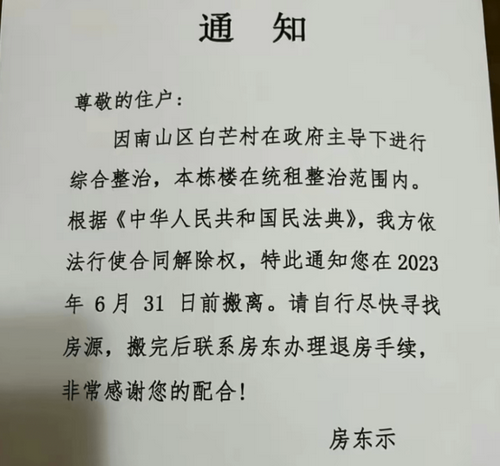 通 知
尊敬的住户：
因南山区白芒村在政府主导下进行
综合整治，本栋楼在统租整治范围内。
根据《中华人民共和国民法典》，我方依
法行使合同解除权，特此通知您在 2023
年 6 月 31 日前搬离。请自行尽快寻找
房源，搬完后联系房东办理退房手续，
非常感谢您的配合！
房东示